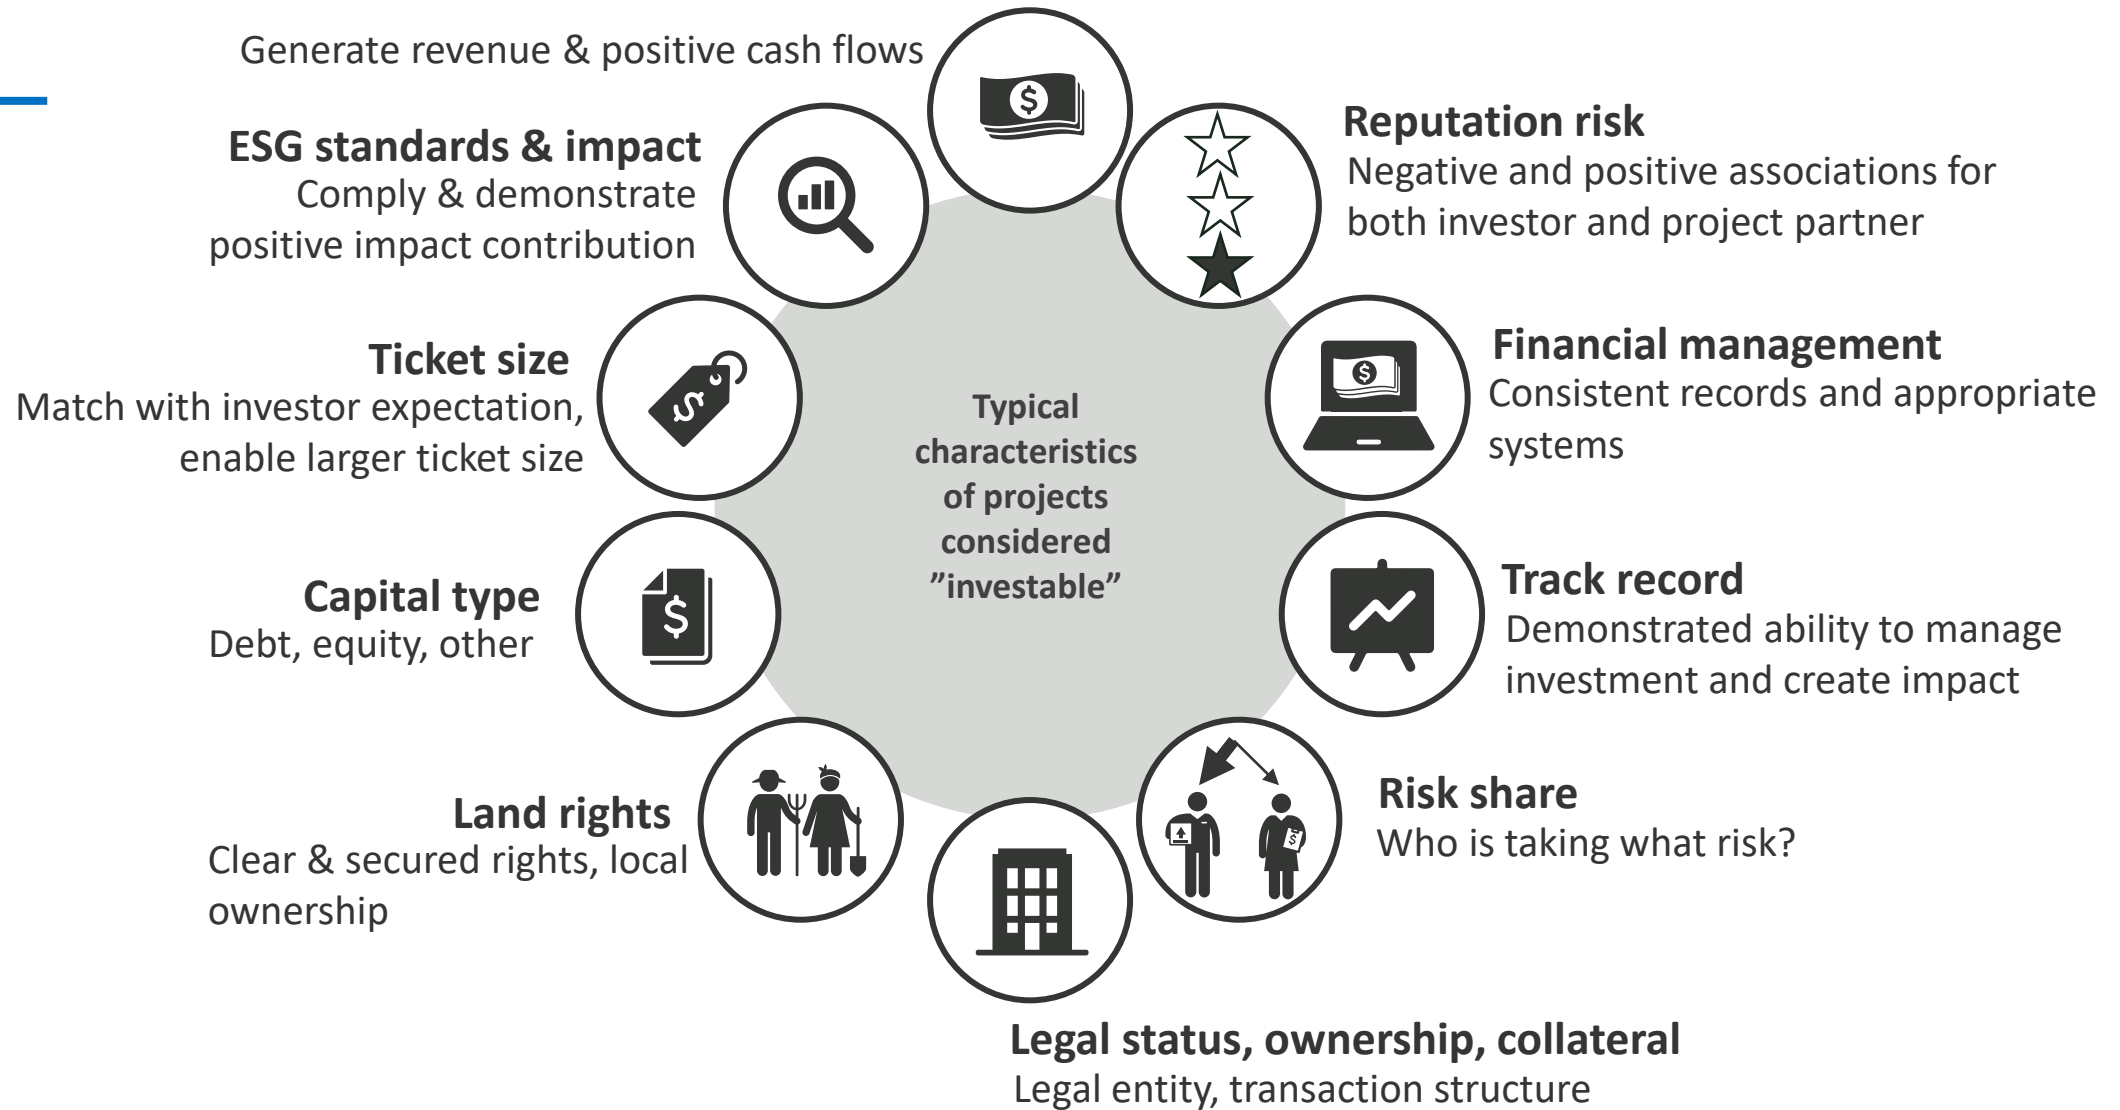 Generate revenue & positive cash flows
Reputation risk
Negative and positive associations for
both investor and project partner
Financial management
Consistent records and appropriate
systems
Track record
Demonstrated ability to manage
investment and create impact
Risk share
Who is taking what risk?
Legal status, ownership, collateral
Legal entity, transaction structure
Land rights
Clear & secured rights, local
ownership
Capital type
Debt, equity, other
Ticket size
Match with investor expectation,
enable larger ticket size
ESG standards & impact
Comply & demonstrate
positive impact contribution
Typical
characteristics
of projects
considered
”investable”
$
$
$
$
$